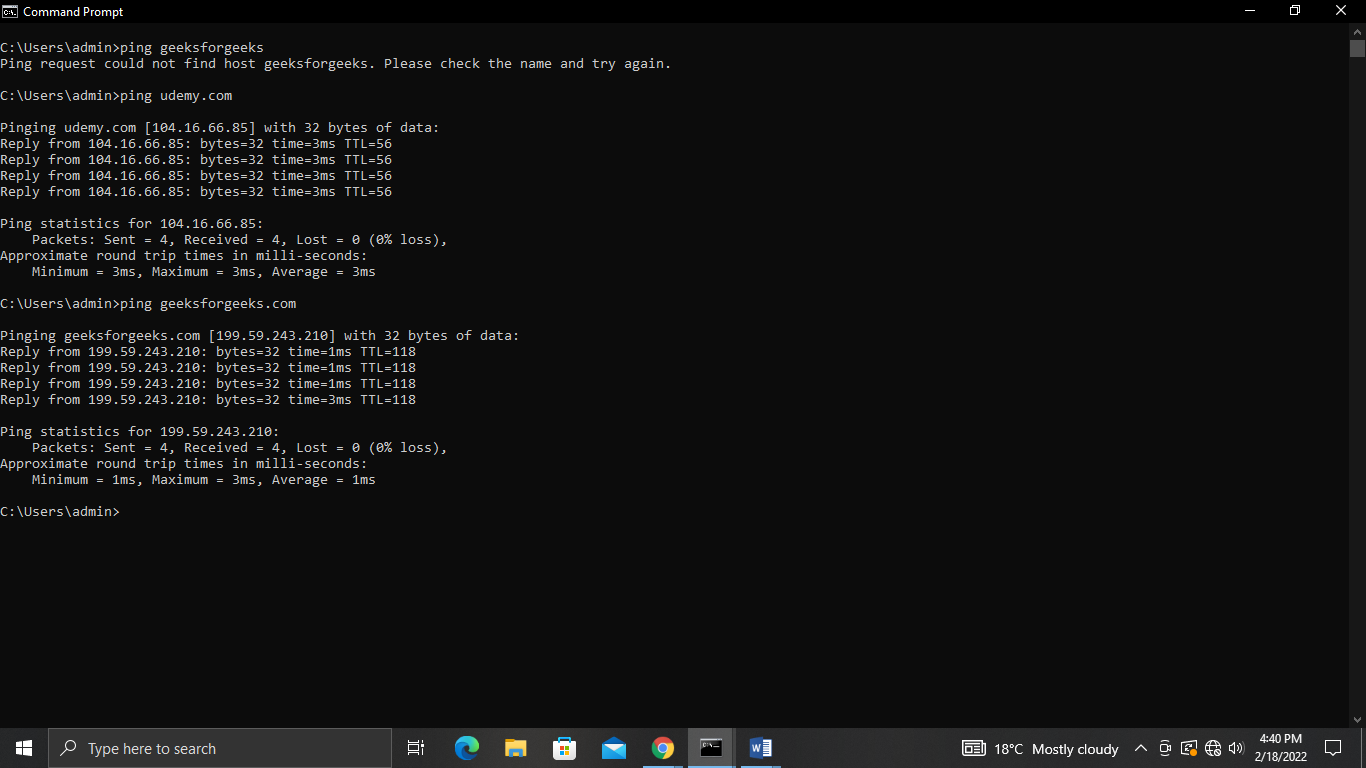 Command Prompt
C:\Users\admin>ping geeksforgeeks
Ping request could not find host geeksforgeeks. Please check the name and try again.
C:\Users\admin>ping udemy.com
Pinging udemy.com [104.16.66.85] with 32 bytes of data:
Reply from 104.16.66.85: bytes=32 time=3ms TTL=56
Reply from 104.16.66.85: bytes=32 time=3ms TTL=56
Reply from 104.16.66.85: bytes=32 time=3ms TTL=56
Reply from 104.16.66.85: bytes=32 time=3ms TTL=56
Ping statistics for 104.16.66.85:
    Packets: Sent = 4, Received = 4, Lost = 0 (0% loss),
Approximate round trip times in milli-seconds:
    Minimum = 3ms, Maximum = 3ms, Average = 3ms
C:\Users\admin>ping geeksforgeeks.com
Pinging geeksforgeeks.com [199.59.243.210] with 32 bytes of data:
Reply from 199.59.243.210: bytes=32 time=1ms TTL=118
Reply from 199.59.243.210: bytes=32 time=1ms TTL=118
Reply from 199.59.243.210: bytes=32 time=1ms TTL=118
Reply from 199.59.243.210: bytes=32 time=3ms TTL=118
Ping statistics for 199.59.243.210:
    Packets: Sent = 4, Received = 4, Lost = 0 (0% loss),
Approximate round trip times in milli-seconds:
    Minimum = 1ms, Maximum = 3ms, Average = 1ms
C:\Users\admin>
Type here to search
18°C Mostly cloudy
4:40 PM
2/18/2022